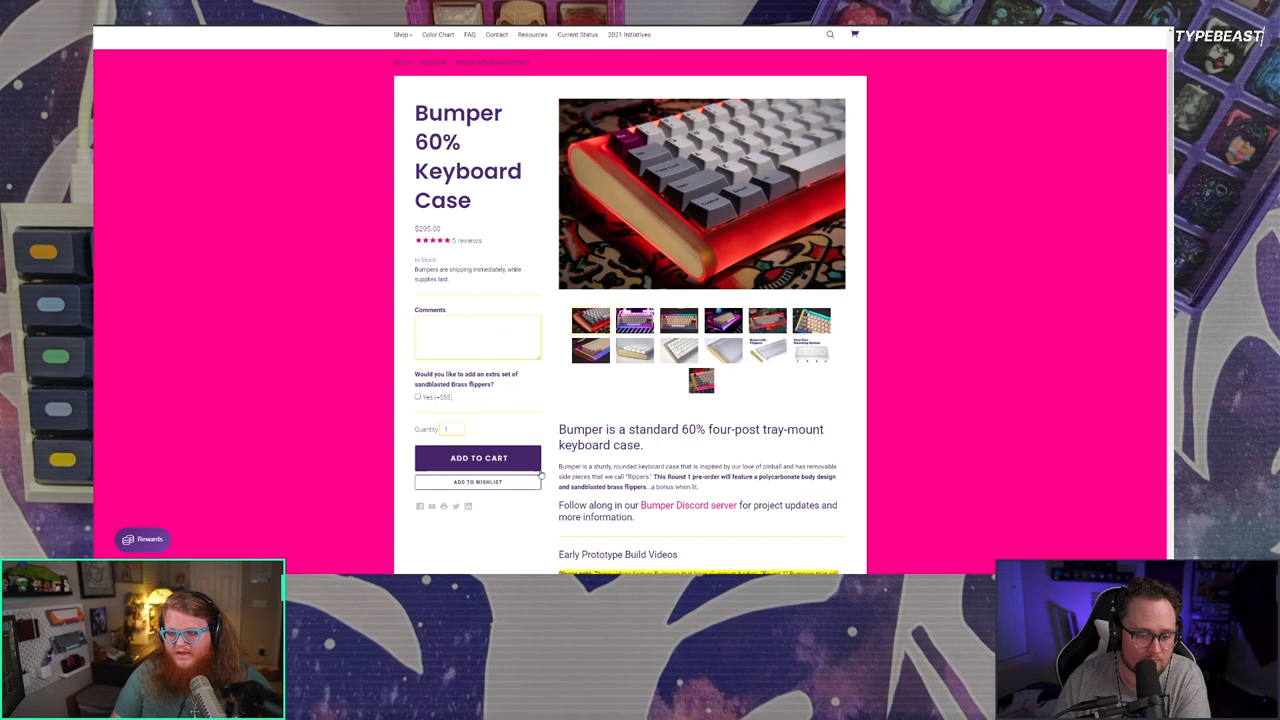 TYPEBEAST/
Shop Color Chart FAQ Contact Resources Current Status 2021 Initiatives
Bumper
60%
Keyboard
Case
$295.00
5 reviews
In Stock.
Bumpers are shipping immediately, while
supplies last.
Comments
Would you like to add an extra set of
sandblasted Brass flippers?
Yes (+$55)
Quantity 1
ADD TO CART
ADD TO WISHLIST
Bumper is a standard 60% four-post tray-mount
keyboard case.
Bumper is a sturdy, rounded keyboard case that is inspired by our love of pinball and has removable
side pieces that we call "flippers." This Round 1 pre-order will feature a polycarbonate body design
and sandblasted brass flippers...a bonus when lit.
Follow along in our Bumper Discord server for project updates and
more information.
Early Prototype Build Videos
Rewards